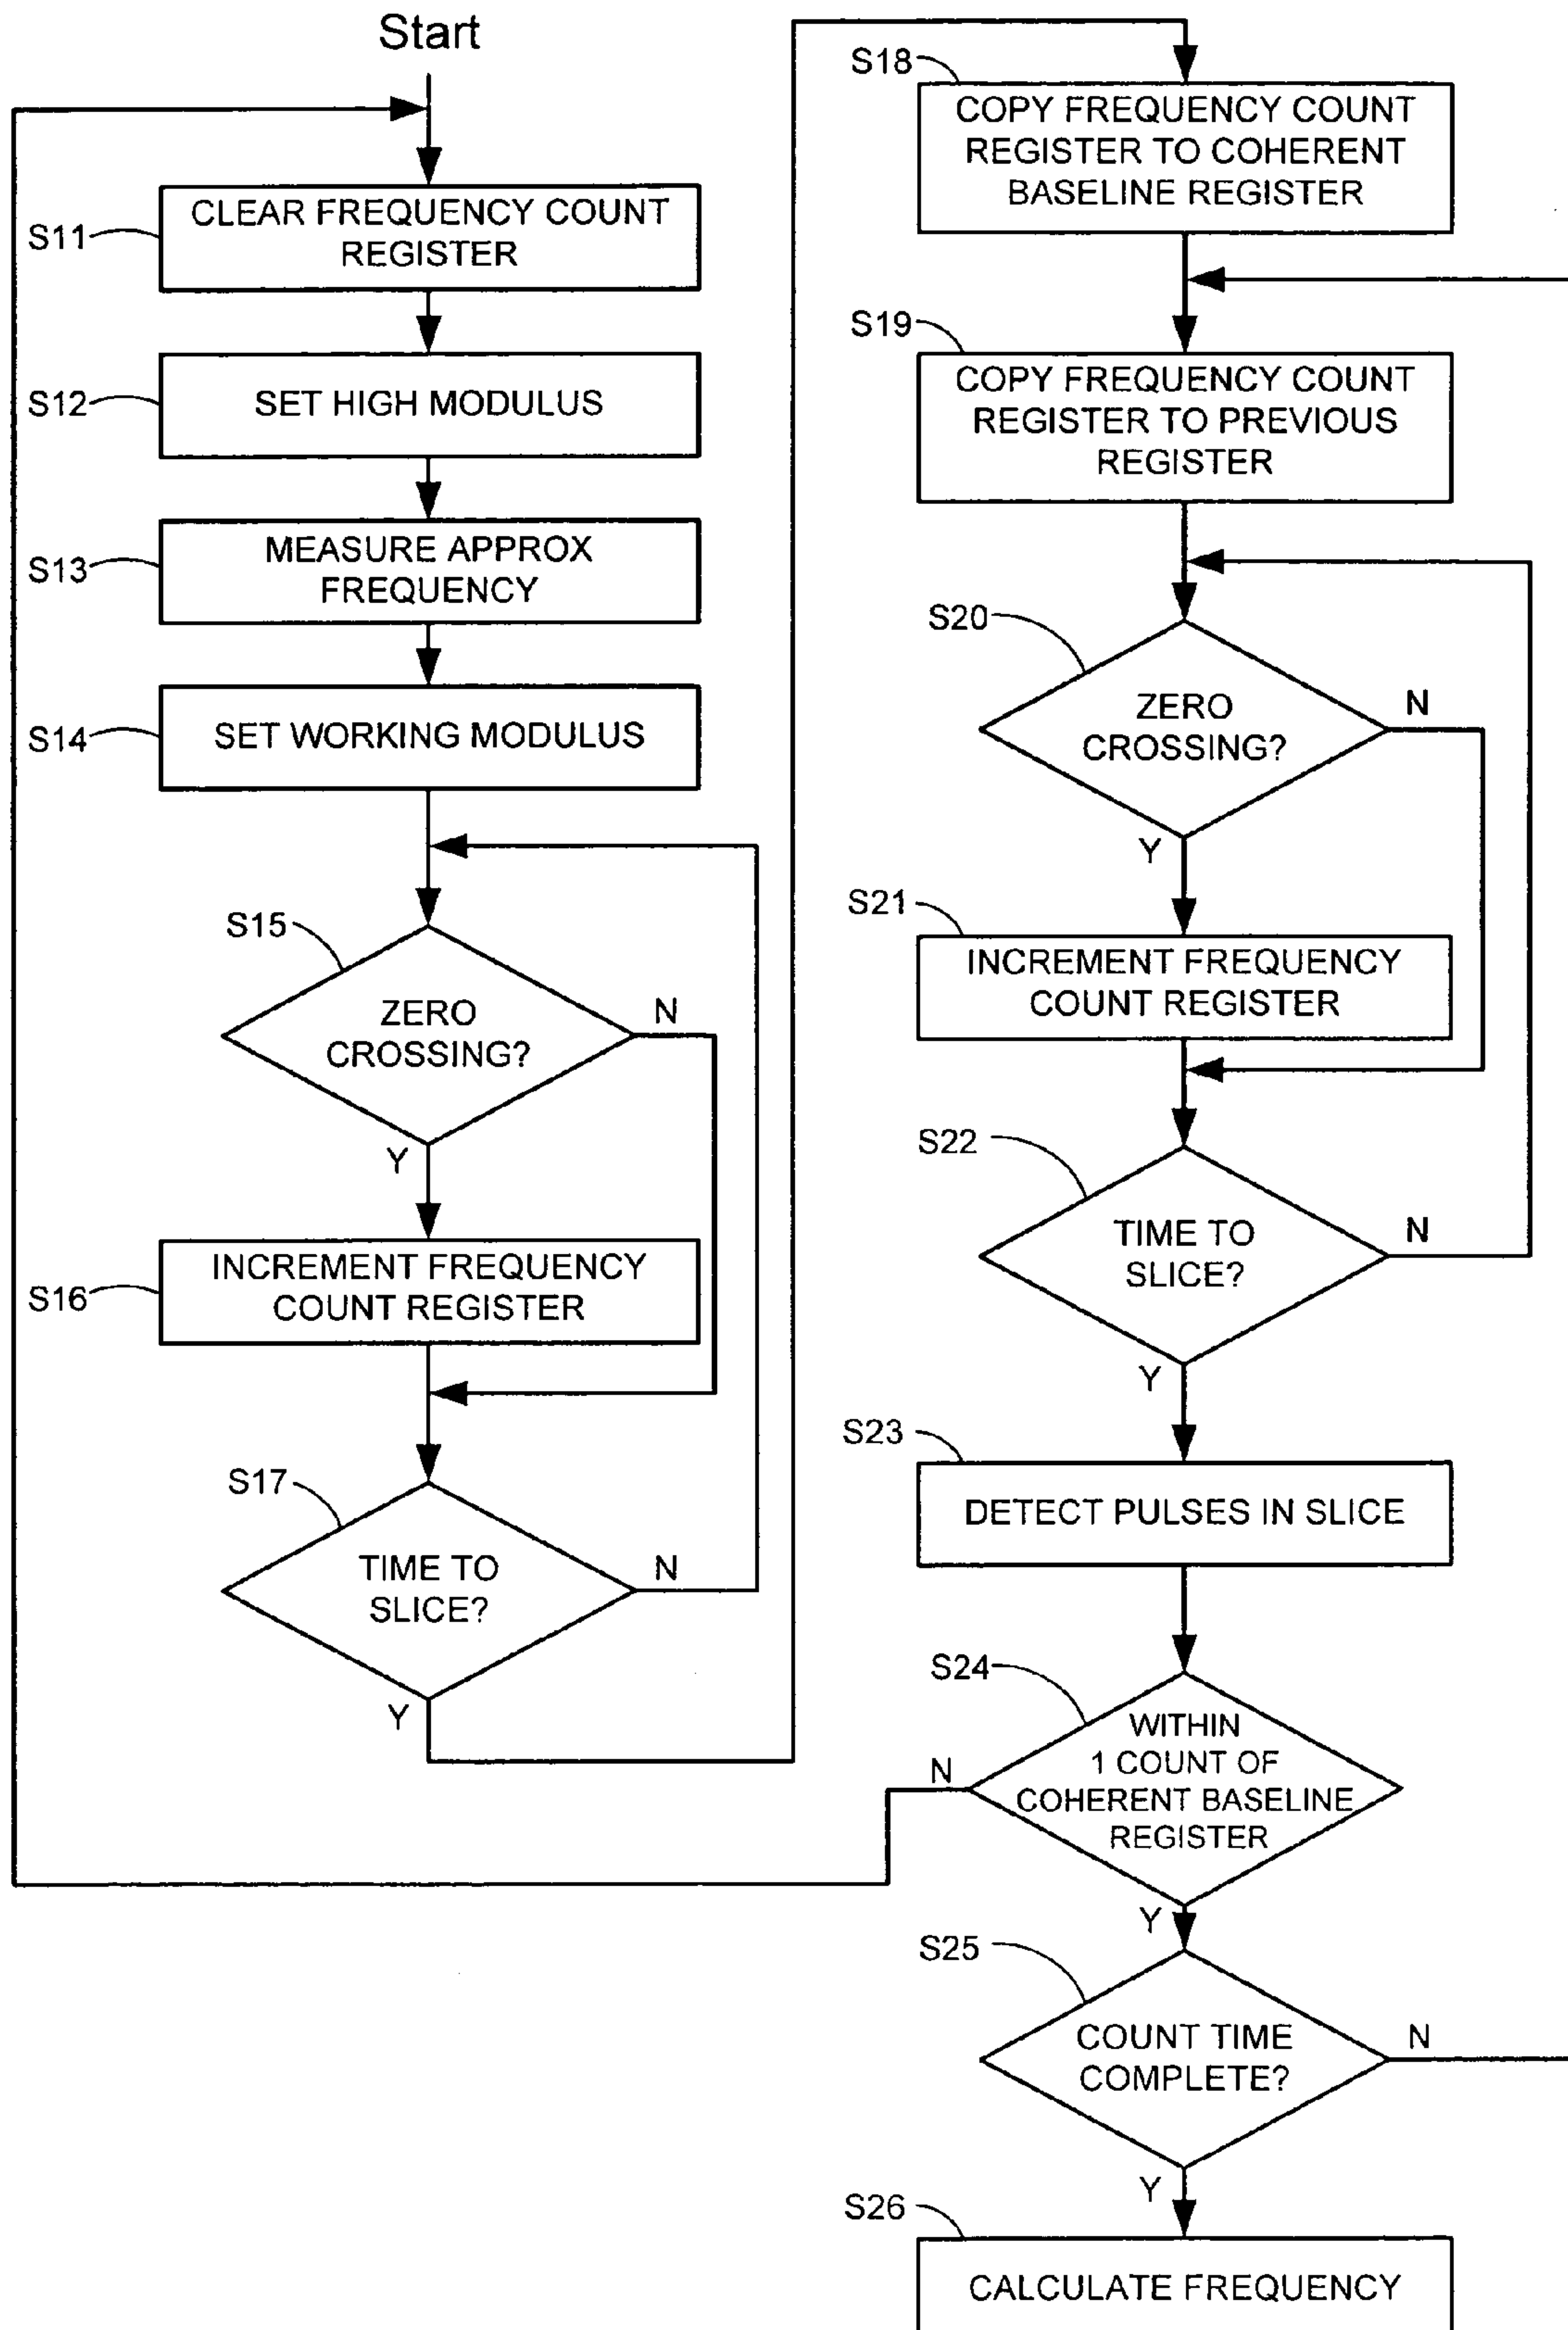 Start
S11
CLEAR FREQUENCY COUNT
REGISTER
S12
SET HIGH MODULUS
S13
MEASURE APPROX
FREQUENCY
S14
SET WORKING MODULUS
S15
ZERO
CROSSING?
N
Y
S16
INCREMENT FREQUENCY
COUNT REGISTER
S17
TIME TO
SLICE?
N
Y
S18
COPY FREQUENCY COUNT
REGISTER TO COHERENT
BASELINE REGISTER
S19
COPY FREQUENCY COUNT
REGISTER TO PREVIOUS
REGISTER
S20
ZERO
CROSSING?
N
Y
S21
INCREMENT FREQUENCY
COUNT REGISTER
S22
TIME TO
SLICE?
N
Y
S23
DETECT PULSES IN SLICE
S24
WITHIN
1 COUNT OF
COHERENT BASELINE
REGISTER
N
Y
S25
COUNT TIME
COMPLETE?
N
Y
S26
CALCULATE FREQUENCY